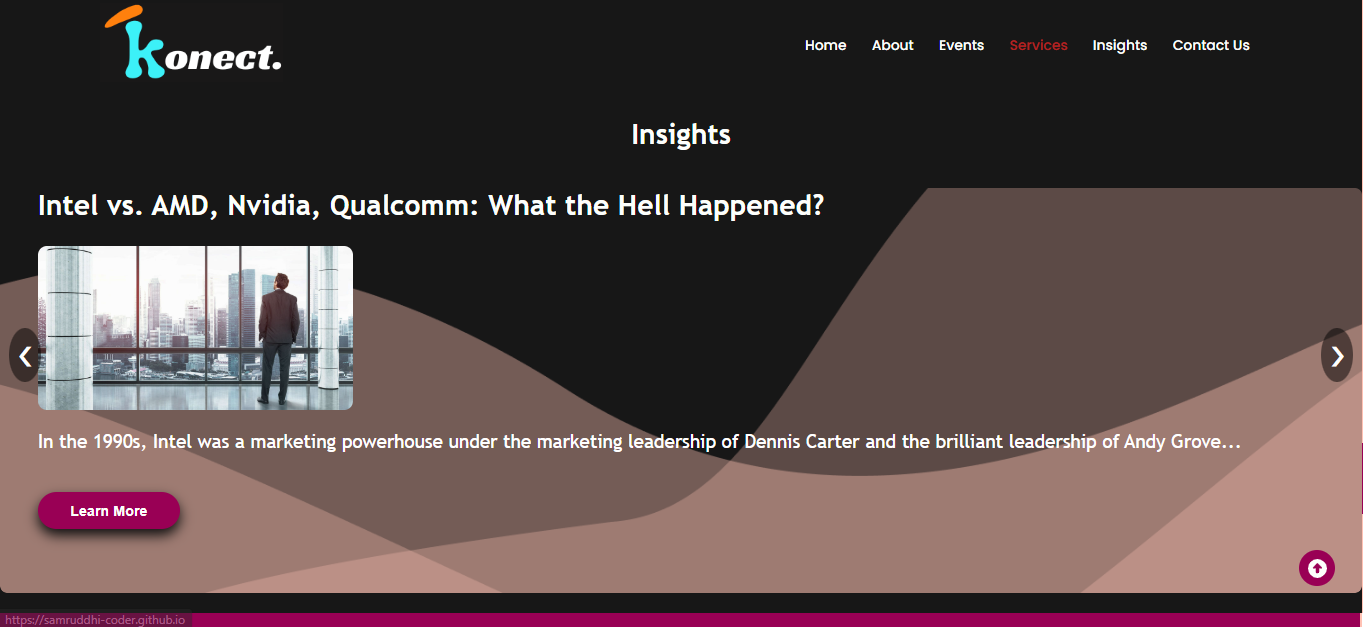 konect.
Home About Events Services Insights Contact Us
Insights
Intel vs. AMD, Nvidia, Qualcomm: What the Hell Happened?
In the 1990s, Intel was a marketing powerhouse under the marketing leadership of Dennis Carter and the brilliant leadership of Andy Grove...
Learn More
https://samruddhi-coder.github.io